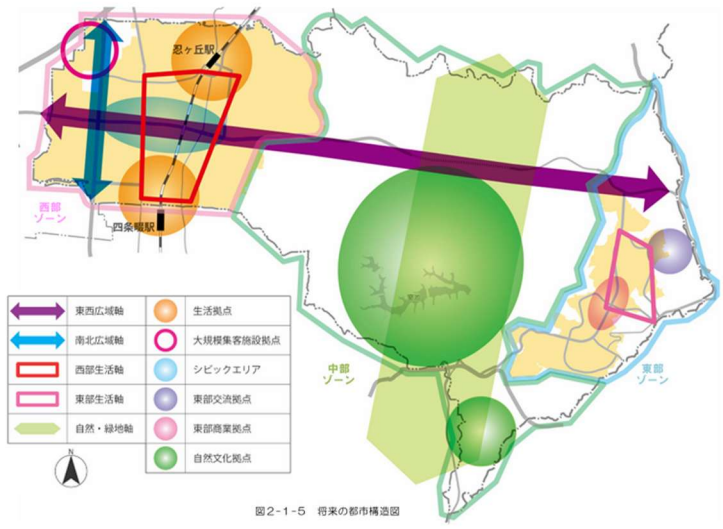 忍ヶ丘駅
西部
ゾーン
四条畷駅
東西広域軸
生活拠点
南北広域軸
大規模集客施設拠点
西部生活軸
シビックエリア
東部生活軸
東部交流拠点
自然・緑地軸
東部商業拠点
自然文化拠点
中部
ゾーン
東部
ゾーン
N
図2-1-5 将来の都市構造図